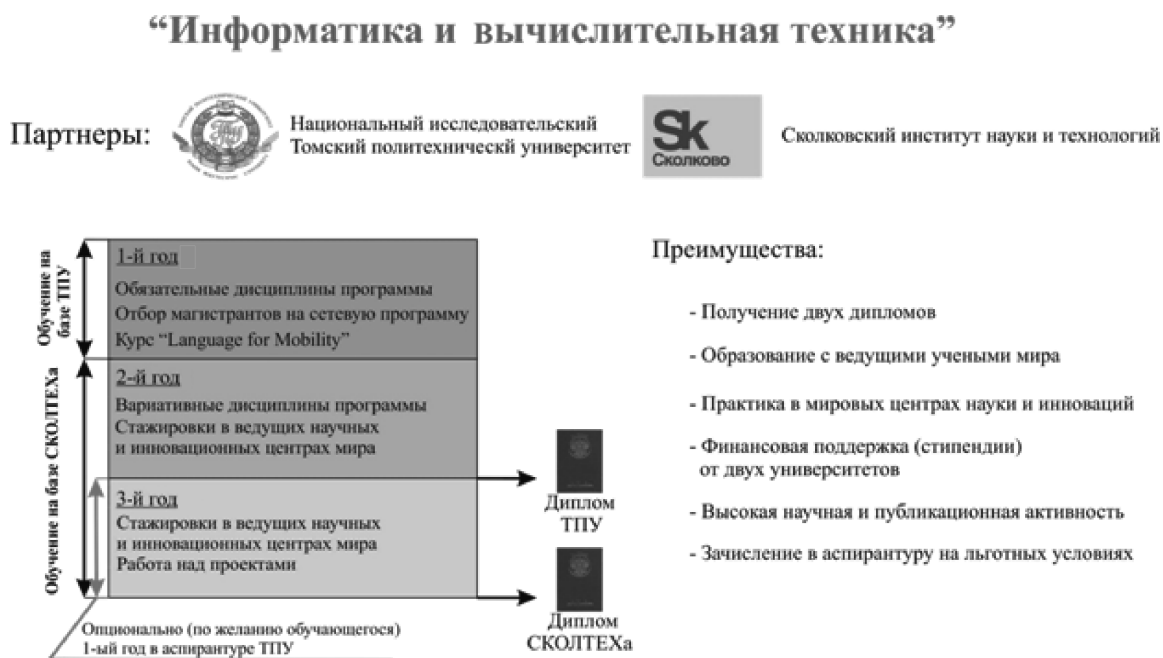 “Информатика и вычислительная техника”
Партнеры:
Национальный исследовательский
Томский политехническй университет
Sk
Сколково
Сколковский институт науки и технологий
Обучение на
базе ТПУ
1-й год
Обязательные дисциплины программы
Отбор магистрантов на сетевую программу
Курс “Language for Mobility”
Обучение на базе СКОЛТЕХа
2-й год
Вариативные дисциплины программы
Стажировки в ведущих научных
и инновационных центрах мира
3-й год
Стажировки в ведущих научных
и инновационных центрах мира
Работа над проектами
Опционально (по желанию обучающегося)
1-ый год в аспирантуре ТПУ
Диплом
ТПУ
Диплом
СКОЛТЕХа
Преимущества:
- Получение двух дипломов
- Образование с ведущими учеными мира
- Практика в мировых центрах науки и инноваций
- Финансовая поддержка (стипендии)
от двух университетов
- Высокая научная и публикационная активность
- Зачисление в аспирантуру на льготных условиях